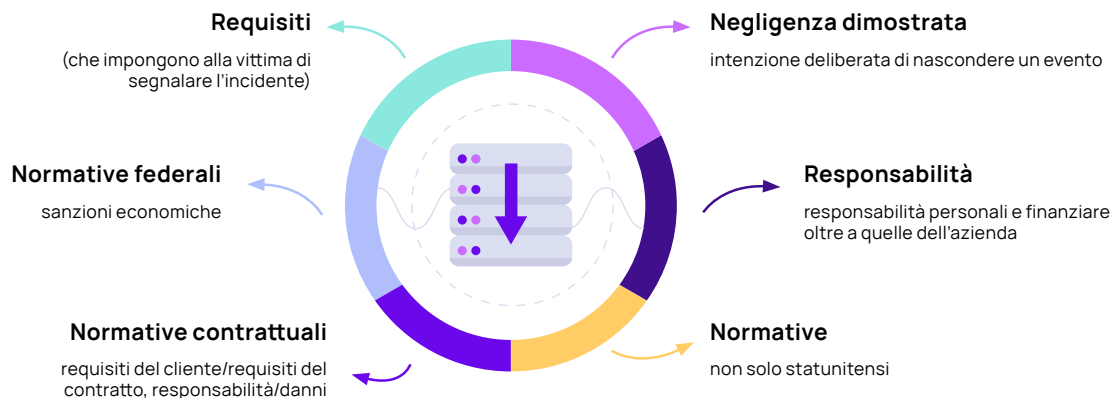 Requisiti
(che impongono alla vittima di
segnalare l'incidente)
Negligenza dimostrata
intenzione deliberata di nascondere un evento
Normative federali
sanzioni economiche
Responsabilità
responsabilità personali e finanziare
oltre a quelle dell'azienda
Normative contrattuali
requisiti del cliente/requisiti del
contratto, responsabilità/danni
Normative
non solo statunitensi